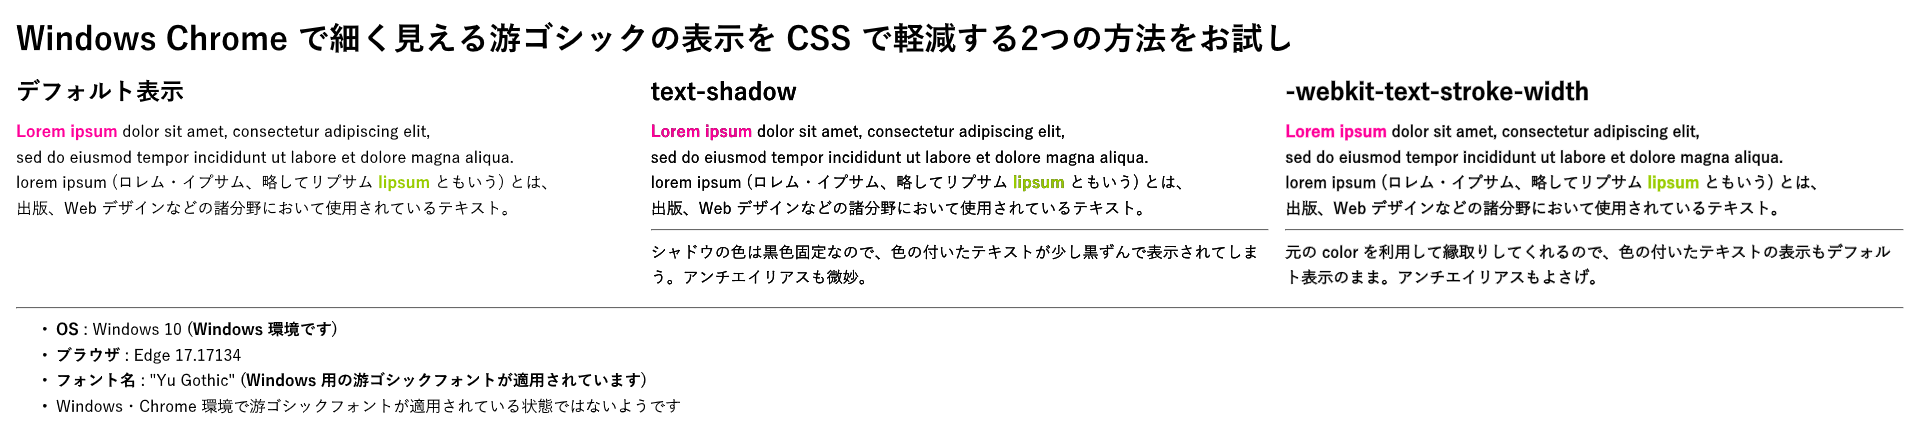 Windows Chrome で細く見える游ゴシックの表示を CSS で軽減する2つの方法をお試し
デフォルト表示
Lorem ipsum dolor sit amet, consectetur adipiscing elit,
sed do eiusmod tempor incididunt ut labore et dolore magna aliqua.
lorem ipsum (ロレム・イプサム、略してリプサム lipsum ともいう) とは、
出版、Web デザインなどの諸分野において使用されているテキスト。
text-shadow
Lorem ipsum dolor sit amet, consectetur adipiscing elit,
sed do eiusmod tempor incididunt ut labore et dolore magna aliqua.
lorem ipsum (ロレム・イプサム、略してリプサム lipsum ともいう) とは、
出版、Web デザインなどの諸分野において使用されているテキスト。
シャドウの色は黒色固定なので、色の付いたテキストが少し黒ずんで表示されてしま
う。アンチエイリアスも微妙。
-webkit-text-stroke-width
Lorem ipsum dolor sit amet, consectetur adipiscing elit,
sed do eiusmod tempor incididunt ut labore et dolore magna aliqua.
lorem ipsum (ロレム・イプサム、略してリプサム lipsum ともいう) とは、
出版、Web デザインなどの諸分野において使用されているテキスト。
元の color を利用して縁取りしてくれるので、色の付いたテキストの表示もデフォル
ト表示のまま。アンチエイリアスもよさげ。
・ OS : Windows 10 (Windows 環境です)
・ ブラウザ : Edge 17.17134
・ フォント名 : "Yu Gothic" (Windows 用の游ゴシックフォントが適用されています)
・ Windows・Chrome 環境で游ゴシックフォントが適用されている状態ではないようです